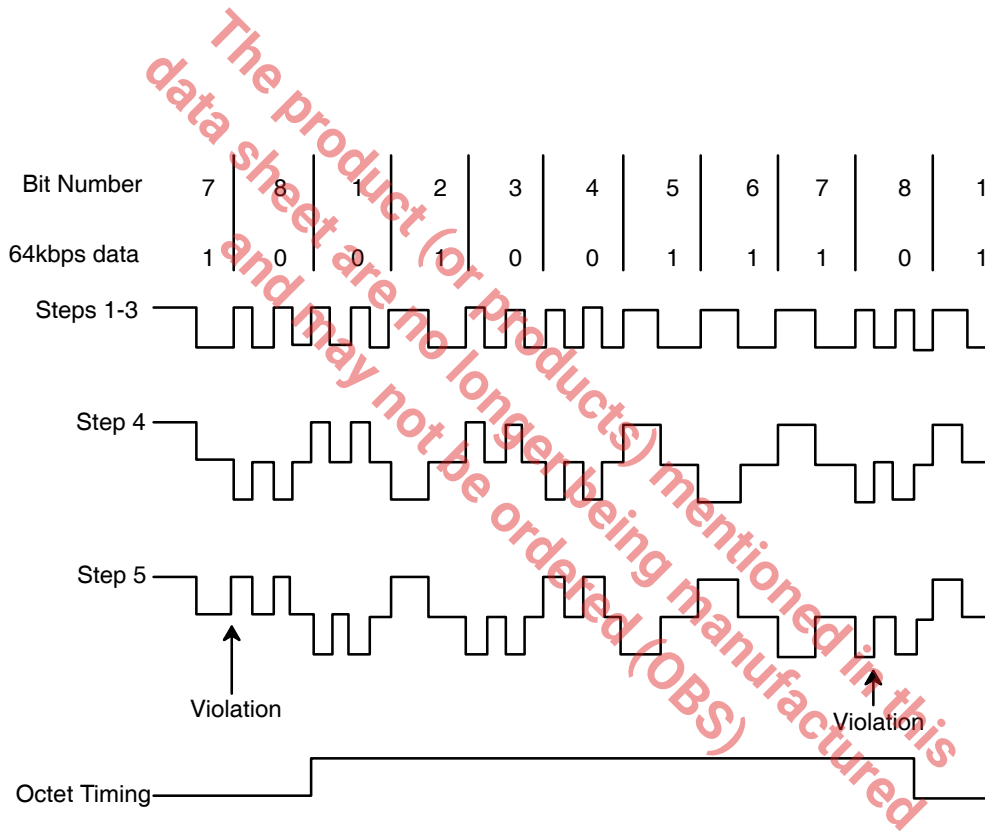 The product (or products) mentioned in this
data sheet are no longer being manufactured
and may not be ordered (OBS)
Bit Number 7 8 1 2 3 4 5 6 7 8 1
64kbps data 1 0 0 1 0 0 1 1 1 0 1
Steps 1-3
Step 4
Step 5
Violation
Violation
Octet Timing